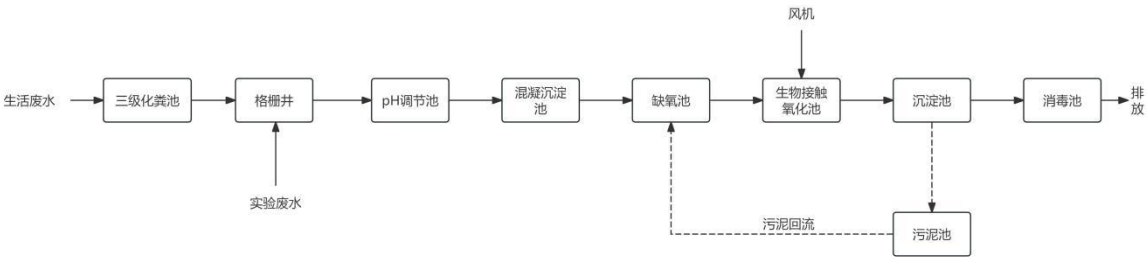 风机
生活废水
三级化粪池
格栅井
pH调节池
混凝沉淀
池
缺氧池
生物接触
氧化池
沉淀池
消毒池
排
放
实验废水
污泥回流
污泥池